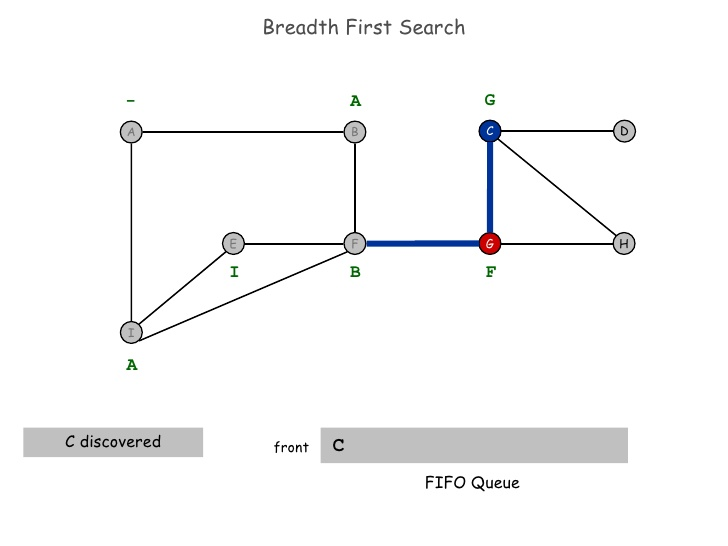 Breadth First Search
- A G
A B C D
E F G H
I B F
I
A
C discovered front C
FIFO Queue